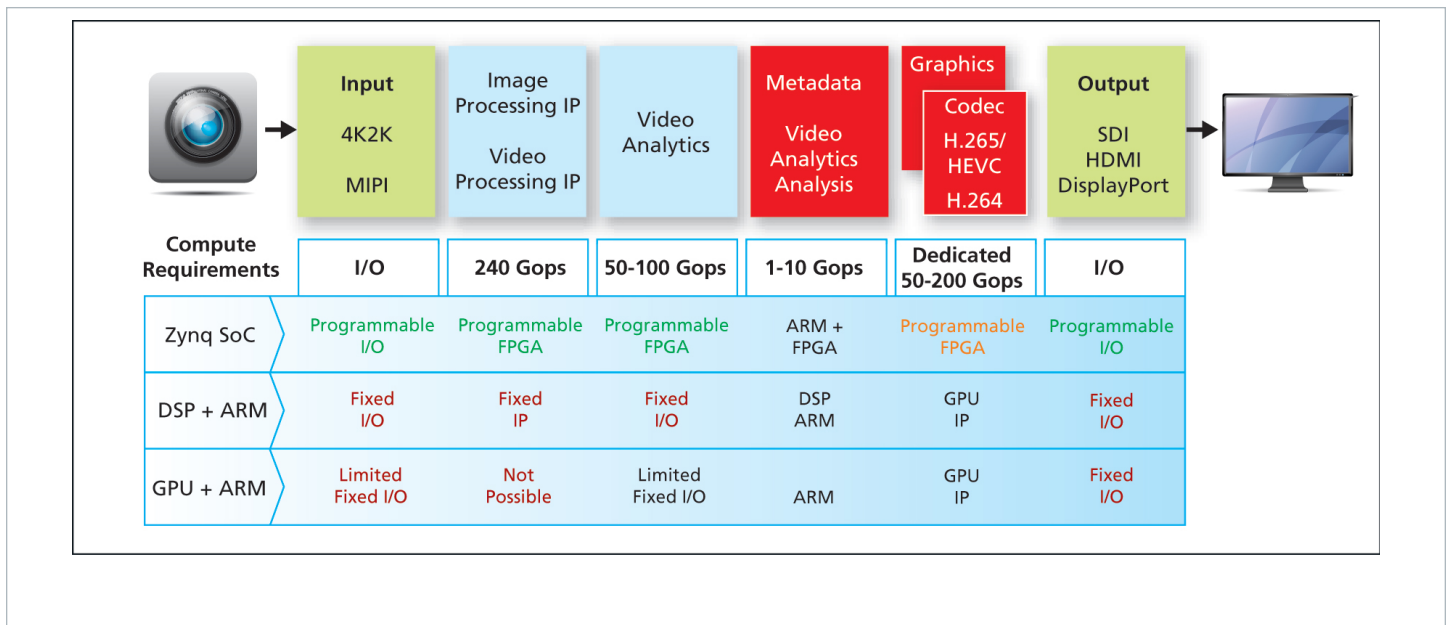 Input
4K2K
MIPI
Image
Processing IP
Video
Processing IP
Video
Analytics
Metadata
Video
Analytics
Analysis
Graphics
Codec
H.265/
HEVC
H.264
Output
SDI
HDMI
DisplayPort
Compute
Requirements
I/O
240 Gops
50-100 Gops
1-10 Gops
Dedicated
50-200 Gops
I/O
Zynq SoC
Programmable
I/O
Programmable
FPGA
Programmable
FPGA
ARM +
FPGA
Programmable
FPGA
Programmable
I/O
DSP + ARM
Fixed
I/O
Fixed
IP
Fixed
I/O
DSP
ARM
GPU
IP
Fixed
I/O
GPU + ARM
Limited
Fixed I/O
Not
Possible
Limited
Fixed I/O
ARM
GPU
IP
Fixed
I/O